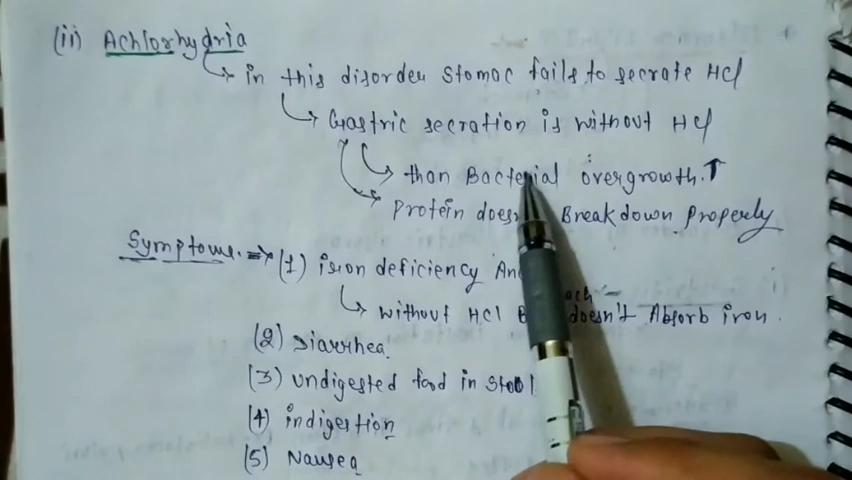 (ii) Achlorhydria
in this disorder stomac fails to secrate HCl
Gastric secration is without HCl
than Bacterial overgrowth. ↑
Protein does Breakdown Properly
Symptoms. ⇒ (1) iron deficiency An
without HCl doesn't Absorb iron.
(2) Diarrhea
(3) undigested food in stool
(4) indigestion
(5) Nausea